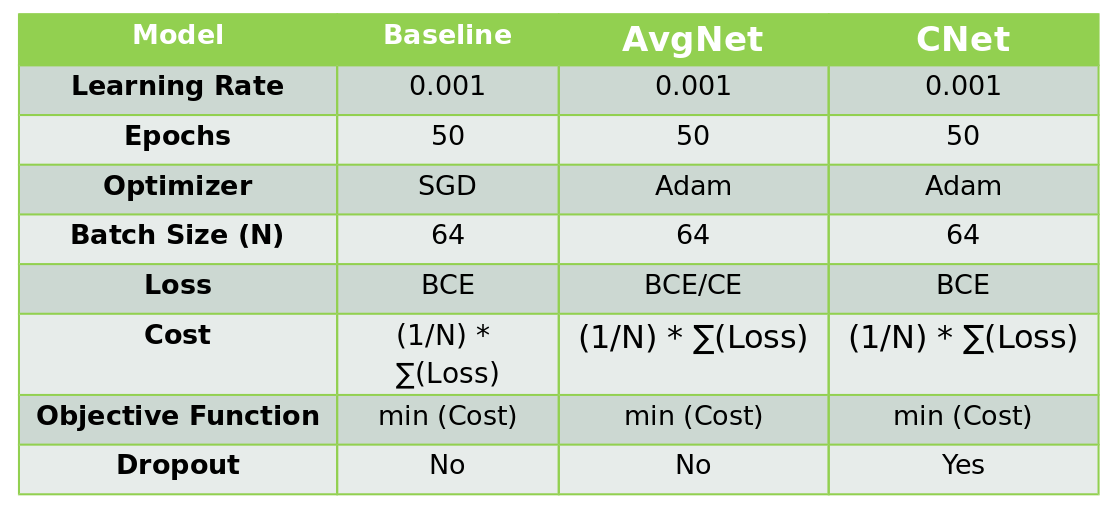 Model Baseline AvgNet CNet
Learning Rate 0.001 0.001 0.001
Epochs 50 50 50
Optimizer SGD Adam Adam
Batch Size (N) 64 64 64
Loss BCE BCE/CE BCE
Cost (1/N) * (1/N) * ∑(Loss) (1/N) * ∑(Loss)
∑(Loss)
Objective Function min (Cost) min (Cost) min (Cost)
Dropout No No Yes